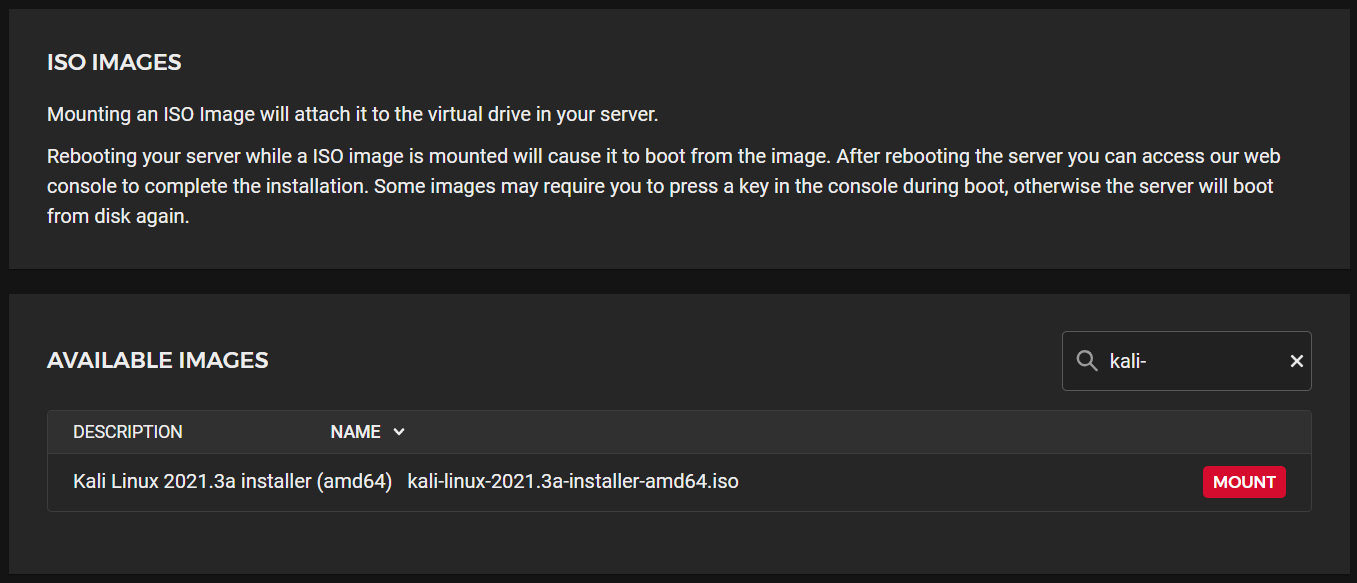 ISO IMAGES
Mounting an ISO Image will attach it to the virtual drive in your server.
Rebooting your server while a ISO image is mounted will cause it to boot from the image. After rebooting the server you can access our web
console to complete the installation. Some images may require you to press a key in the console during boot, otherwise the server will boot
from disk again.
AVAILABLE IMAGES
kali-
DESCRIPTION NAME
Kali Linux 2021.3a installer (amd64) kali-linux-2021.3a-installer-amd64.iso MOUNT